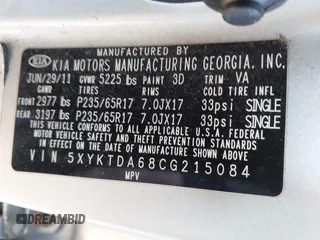 MANUFACTURED BY
KIA KIA MOTORS MANUFACTURING GEORGIA, INC.
JUN/29/11 GVWR 5225 lbs PAINT 3D TRIM VA
GAWR TIRES RIMS COLD TIRE INFL
FRONT 2977 lbs P235/65R17 7.0JX17 33psi SINGLE
REAR 3197 lbs P235/65R17 7.0JX17 33psi SINGLE
THIS VEHICLE CONFORMS TO ALL APPLICABLE FEDERAL
MOTOR VEHICLE SAFETY AND THEFT PREVENTION STANDARDS
IN EFFECT ON THE DATE OF MANUFACTURE SHOWN ABOVE.
VIN 5XYKTDA68CG215084
MPV
DREAMBID